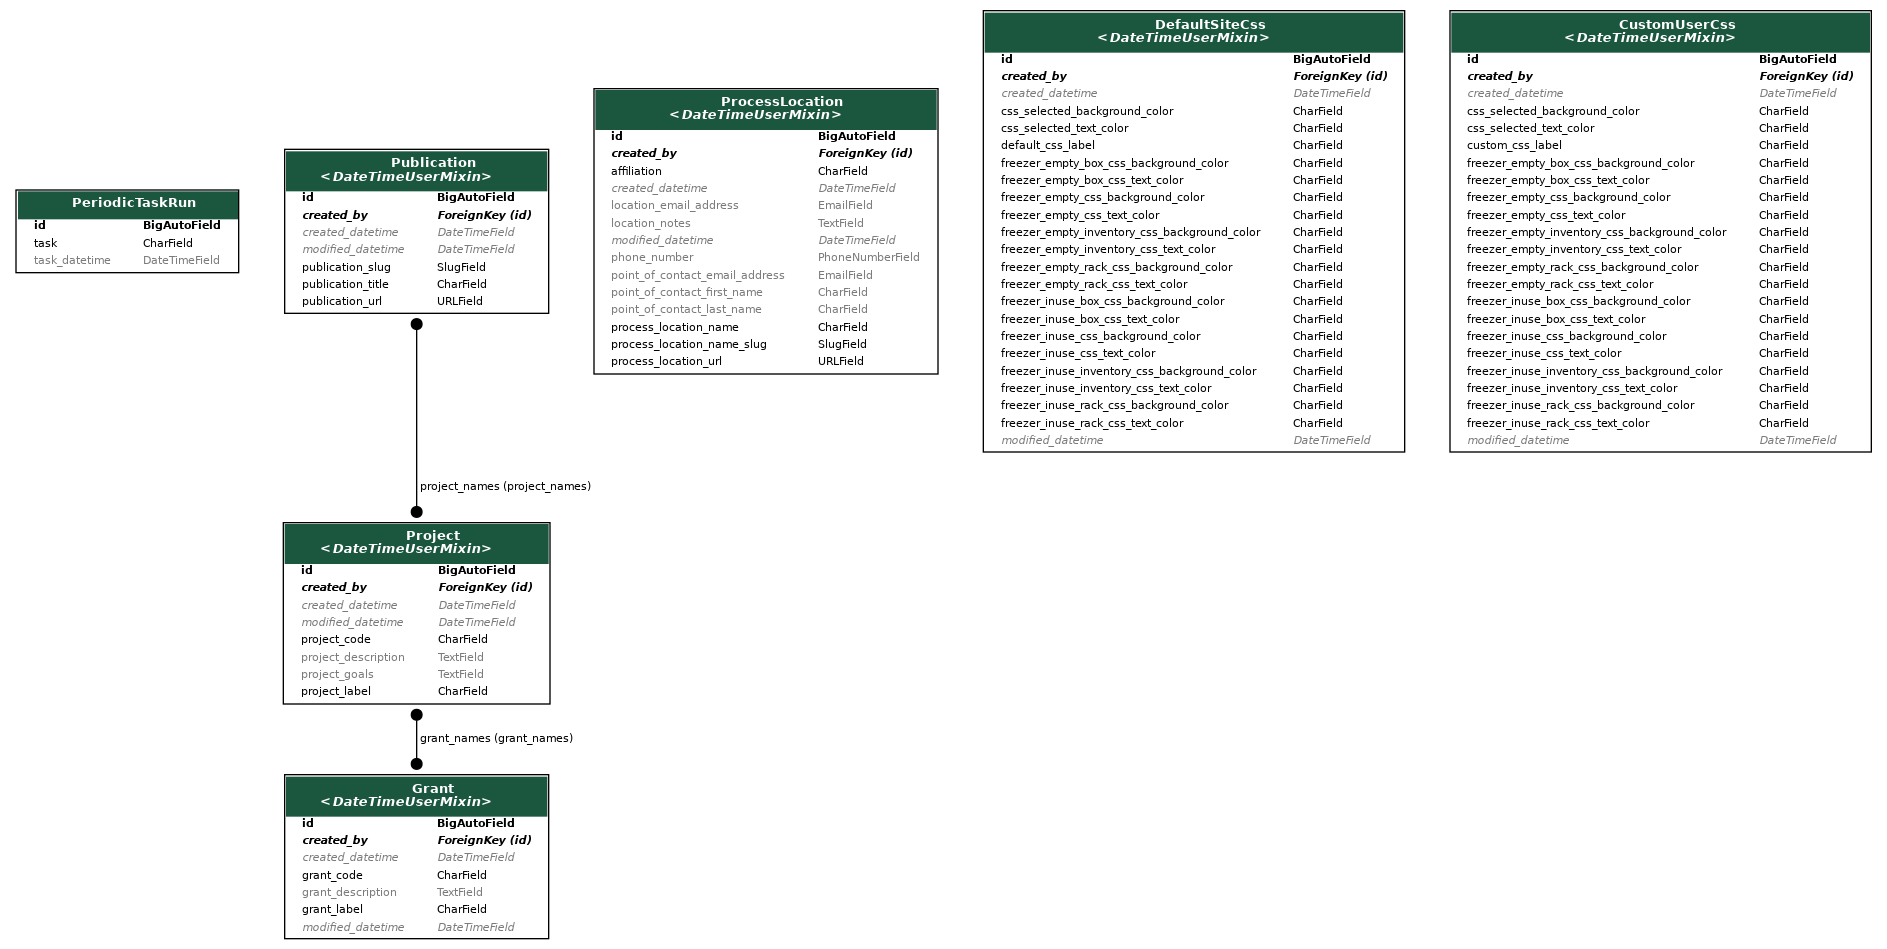 PeriodicTaskRun
id BigAutoField
task CharField
task_datetime DateTimeField
Publication
<DateTimeUserMixin>
id BigAutoField
created_by ForeignKey (id)
created_datetime DateTimeField
modified_datetime DateTimeField
publication_slug SlugField
publication_title CharField
publication_url URLField
project_names (project_names)
Project
<DateTimeUserMixin>
id BigAutoField
created_by ForeignKey (id)
created_datetime DateTimeField
modified_datetime DateTimeField
project_code CharField
project_description TextField
project_goals TextField
project_label CharField
grant_names (grant_names)
Grant
<DateTimeUserMixin>
id BigAutoField
created_by ForeignKey (id)
created_datetime DateTimeField
grant_code CharField
grant_description TextField
grant_label CharField
modified_datetime DateTimeField
ProcessLocation
<DateTimeUserMixin>
id BigAutoField
created_by ForeignKey (id)
affiliation CharField
created_datetime DateTimeField
location_email_address EmailField
location_notes TextField
modified_datetime DateTimeField
phone_number PhoneNumberField
point_of_contact_email_address EmailField
point_of_contact_first_name CharField
point_of_contact_last_name CharField
process_location_name CharField
process_location_name_slug SlugField
process_location_url URLField
DefaultSiteCss
<DateTimeUserMixin>
id BigAutoField
created_by ForeignKey (id)
created_datetime DateTimeField
css_selected_background_color CharField
css_selected_text_color CharField
default_css_label CharField
freezer_empty_box_css_background_color CharField
freezer_empty_box_css_text_color CharField
freezer_empty_css_background_color CharField
freezer_empty_css_text_color CharField
freezer_empty_inventory_css_background_color CharField
freezer_empty_inventory_css_text_color CharField
freezer_empty_rack_css_background_color CharField
freezer_empty_rack_css_text_color CharField
freezer_inuse_box_css_background_color CharField
freezer_inuse_box_css_text_color CharField
freezer_inuse_css_background_color CharField
freezer_inuse_css_text_color CharField
freezer_inuse_inventory_css_background_color CharField
freezer_inuse_inventory_css_text_color CharField
freezer_inuse_rack_css_background_color CharField
freezer_inuse_rack_css_text_color CharField
modified_datetime DateTimeField
CustomUserCss
<DateTimeUserMixin>
id BigAutoField
created_by ForeignKey (id)
created_datetime DateTimeField
css_selected_background_color CharField
css_selected_text_color CharField
custom_css_label CharField
freezer_empty_box_css_background_color CharField
freezer_empty_box_css_text_color CharField
freezer_empty_css_background_color CharField
freezer_empty_css_text_color CharField
freezer_empty_inventory_css_background_color CharField
freezer_empty_inventory_css_text_color CharField
freezer_empty_rack_css_background_color CharField
freezer_empty_rack_css_text_color CharField
freezer_inuse_box_css_background_color CharField
freezer_inuse_box_css_text_color CharField
freezer_inuse_css_background_color CharField
freezer_inuse_css_text_color CharField
freezer_inuse_inventory_css_background_color CharField
freezer_inuse_inventory_css_text_color CharField
freezer_inuse_rack_css_background_color CharField
freezer_inuse_rack_css_text_color CharField
modified_datetime DateTimeField